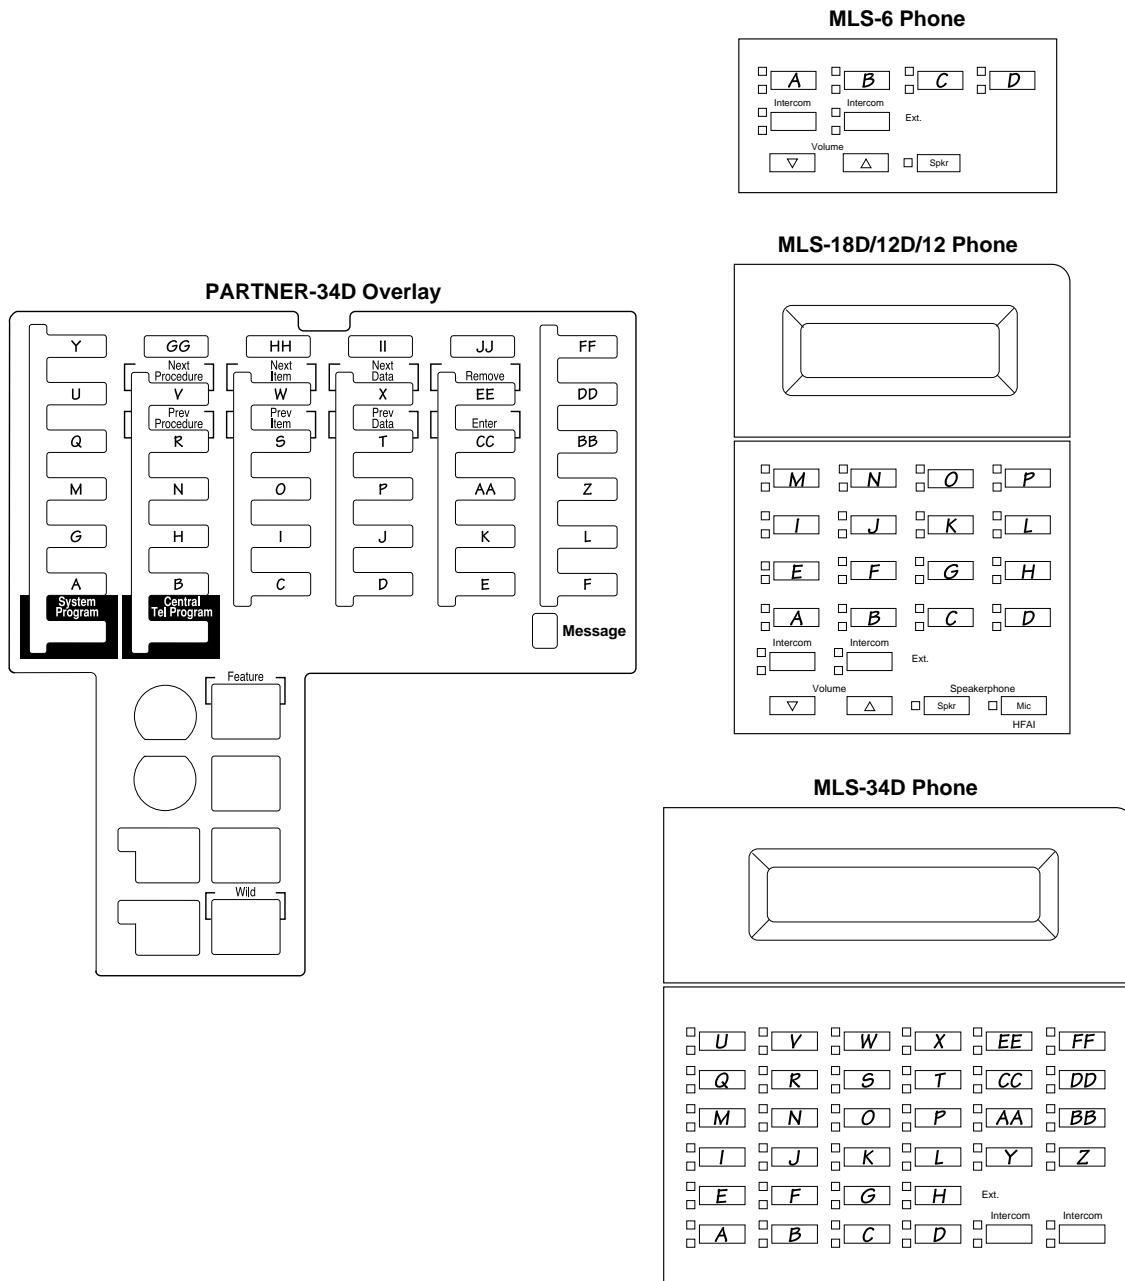 MLS-6 Phone
A B C D
Intercom Intercom
Ext.
Volume
Spkr
MLS-18D/12D/12 Phone
M N O P
I J K L
E F G H
A B C D
Intercom Intercom
Ext.
Volume Speakerphone
Spkr Mic
HFAI
PARTNER-34D Overlay
Y GG HH II JJ FF
Next Procedure Next Item Next Data Remove
U V W X EE DD
Prev Procedure Prev Item Prev Data Enter
Q R S T CC BB
M N O P AA Z
G H I J K L
A B C D E F
System Program Central Tel Program
Message
Feature
Wild
MLS-34D Phone
U V W X EE FF
Q R S T CC DD
M N O P AA BB
I J K L Y Z
E F G H Ext.
Intercom Intercom
A B C D